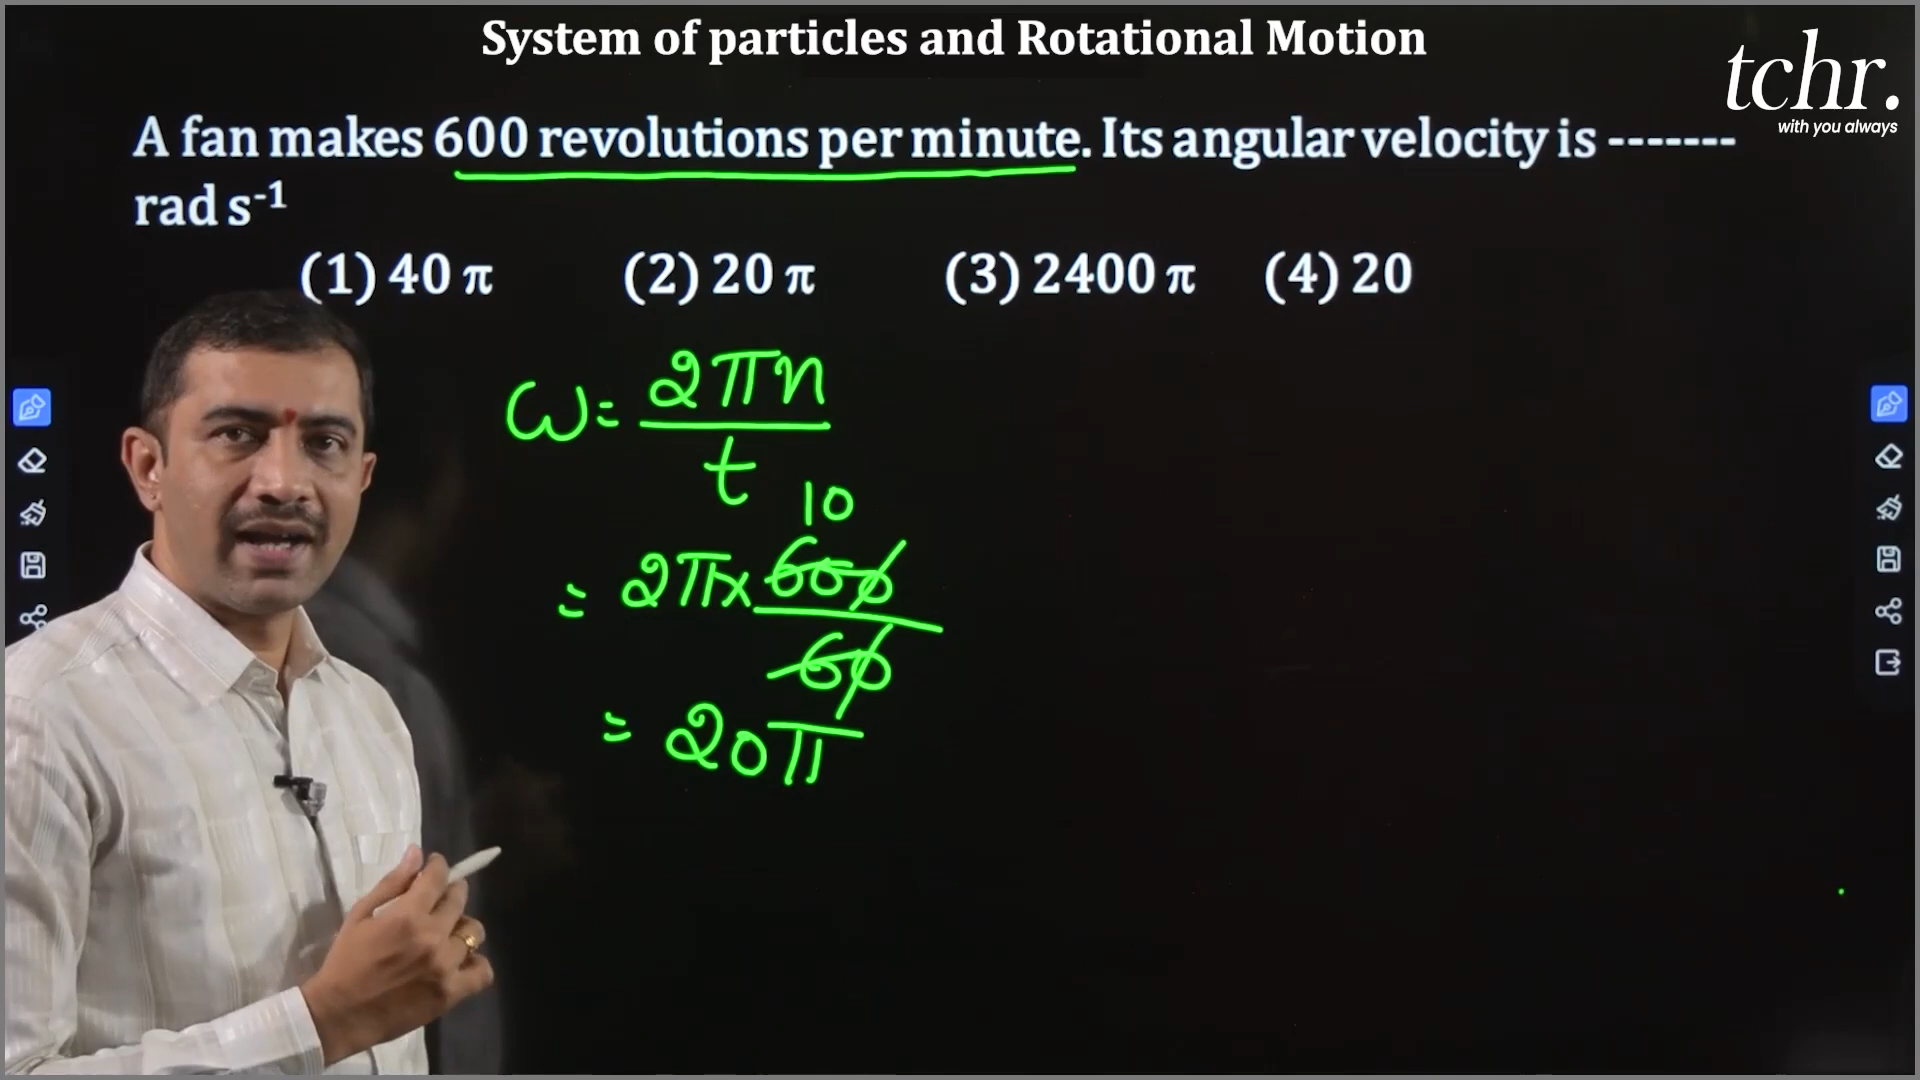 System of particles and Rotational Motion
tchr.
with you always
A fan makes 600 revolutions per minute. Its angular velocity is -------
rad s⁻¹
(1) 40 π (2) 20 π (3) 2400 π (4) 20
ω = 2πn / t
10
= 2π × 600 / 60
= 20π